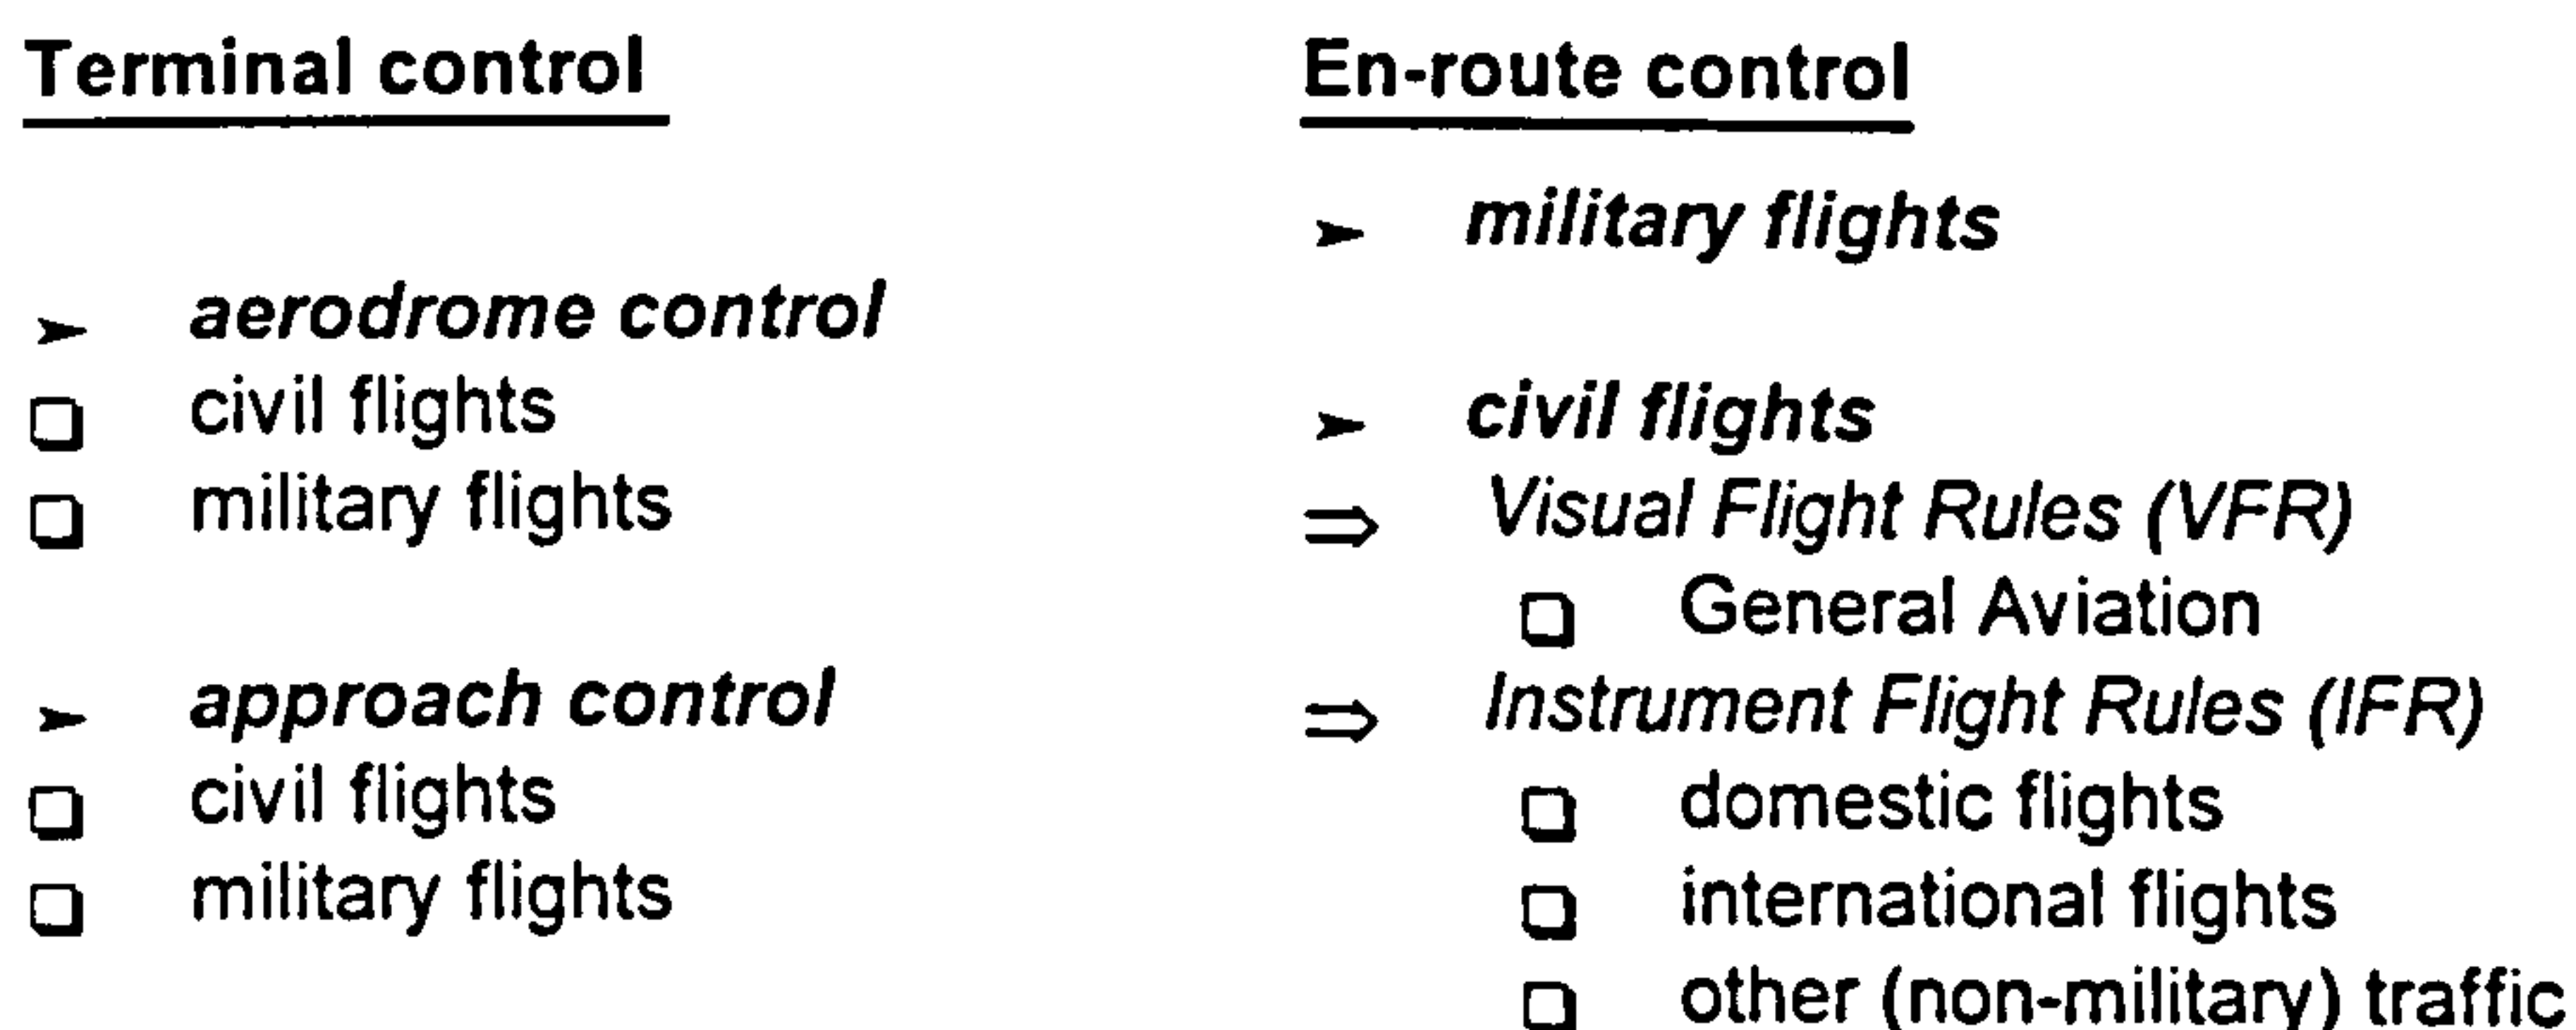 Terminal control
➤ aerodrome control
❑ civil flights
❑ military flights
➤ approach control
❑ civil flights
❑ military flights
En-route control
➤ military flights
➤ civil flights
⇒ Visual Flight Rules (VFR)
❑ General Aviation
⇒ Instrument Flight Rules (IFR)
❑ domestic flights
❑ international flights
❑ other (non-military) traffic